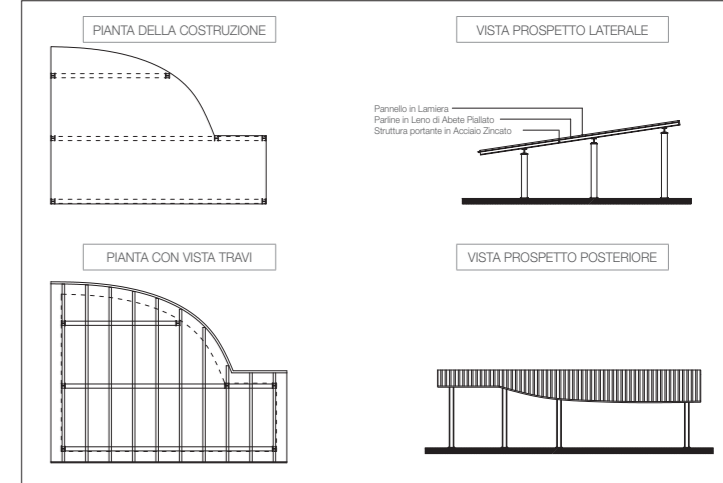 PIANTA DELLA COSTRUZIONE
VISTA PROSPETTO LATERALE
Pannello in Lamiera
Parline in Leno di Abete Piallato
Struttura portante in Acciaio Zincato
PIANTA CON VISTA TRAVI
VISTA PROSPETTO POSTERIORE